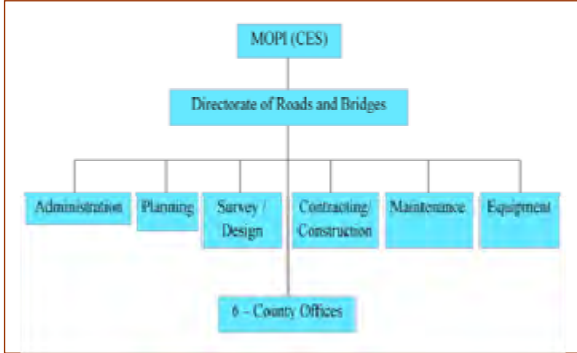 MOPI (CES)
Directorate of Roads and Bridges
Administration
Planning
Survey /
Design
Contracting/
Construction
Maintenance
Equipment
6 – County Offices